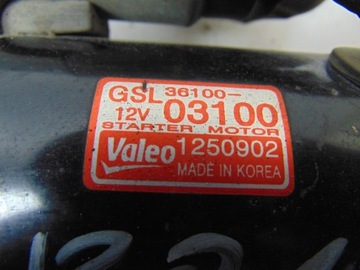 GSL 36100-
12V 03100
STARTER MOTOR
Valeo 1250902
MADE IN KOREA